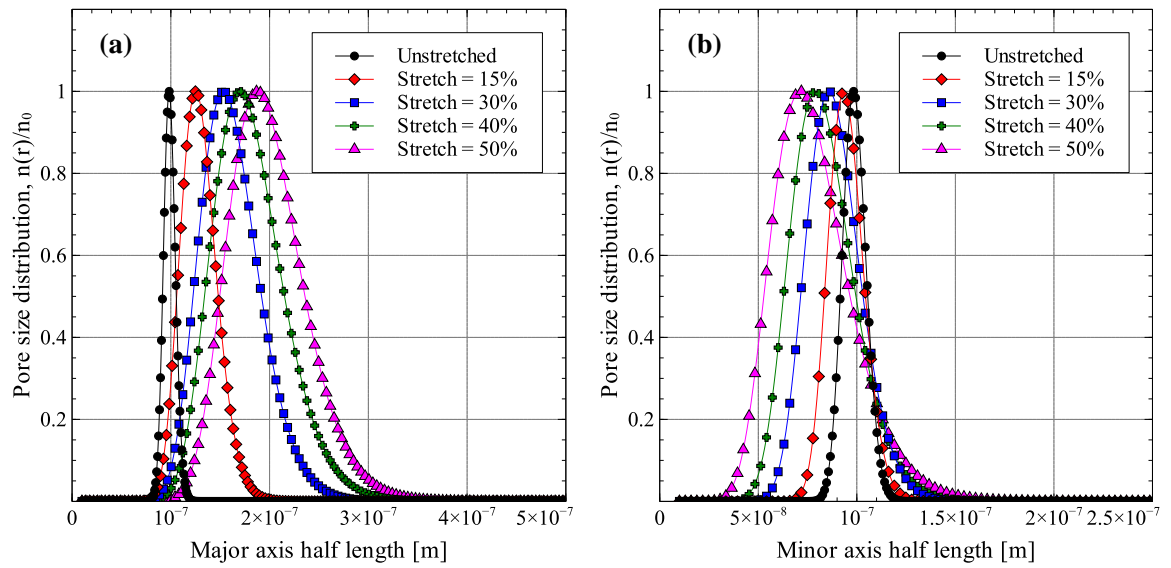 (a)
Unstretched
Stretch = 15%
Stretch = 30%
Stretch = 40%
Stretch = 50%
Pore size distribution, n(r)/n₀
1
0.8
0.6
0.4
0.2
0
10⁻⁷
2×10⁻⁷
3×10⁻⁷
4×10⁻⁷
5×10⁻⁷
Major axis half length [m]
(b)
Unstretched
Stretch = 15%
Stretch = 30%
Stretch = 40%
Stretch = 50%
Pore size distribution, n(r)/n₀
1
0.8
0.6
0.4
0.2
0
5×10⁻⁸
10⁻⁷
1.5×10⁻⁷
2×10⁻⁷
2.5×10⁻⁷
Minor axis half length [m]